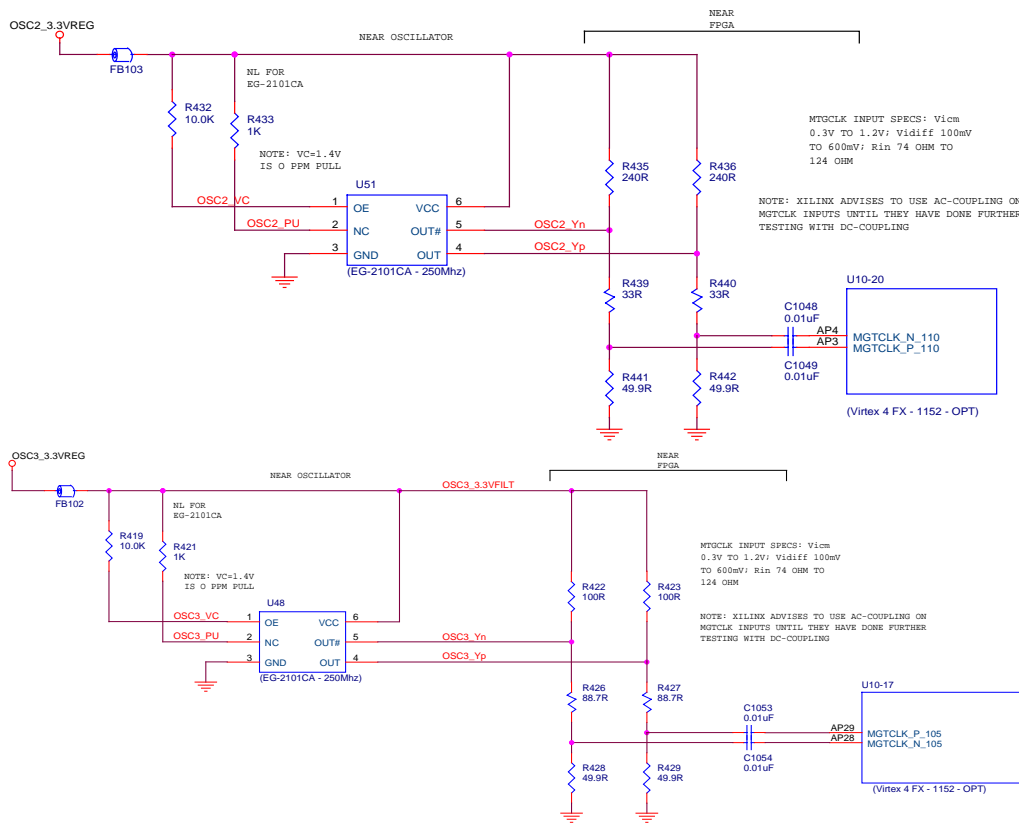 OSC2_3.3VREG
FB103
NEAR OSCILLATOR
NEAR
FPGA
NL FOR
EG-2101CA
R432
10.0K
R433
1K
NOTE: VC=1.4V
IS O PPM PULL
R435
240R
R436
240R
MTGCLK INPUT SPECS: Vicm
0.3V TO 1.2V; Vidiff 100mV
TO 600mV; Rin 74 OHM TO
124 OHM
NOTE: XILINX ADVISES TO USE AC-COUPLING ON
MGTCLK INPUTS UNTIL THEY HAVE DONE FURTHER
TESTING WITH DC-COUPLING
U51
OSC2_VC
1
OE
VCC
6
OSC2_PU
2
NC
OUT#
5
OSC2_Yn
3
GND
OUT
4
OSC2_Yp
(EG-2101CA - 250Mhz)
R439
33R
R440
33R
U10-20
C1048
0.01uF
AP4
MGTCLK_N_110
AP3
MGTCLK_P_110
C1049
0.01uF
R441
49.9R
R442
49.9R
(Virtex 4 FX - 1152 - OPT)
OSC3_3.3VREG
FB102
NEAR OSCILLATOR
OSC3_3.3VFILT
NEAR
FPGA
NL FOR
EG-2101CA
R419
10.0K
R421
1K
NOTE: VC=1.4V
IS O PPM PULL
R422
100R
R423
100R
MTGCLK INPUT SPECS: Vicm
0.3V TO 1.2V; Vidiff 100mV
TO 600mV; Rin 74 OHM TO
124 OHM
NOTE: XILINX ADVISES TO USE AC-COUPLING ON
MGTCLK INPUTS UNTIL THEY HAVE DONE FURTHER
TESTING WITH DC-COUPLING
U48
OSC3_VC
1
OE
VCC
6
OSC3_PU
2
NC
OUT#
5
OSC3_Yn
3
GND
OUT
4
OSC3_Yp
(EG-2101CA - 250Mhz)
R426
88.7R
R427
88.7R
U10-17
C1053
0.01uF
AP29
MGTCLK_P_105
AP28
MGTCLK_N_105
C1054
0.01uF
R428
49.9R
R429
49.9R
(Virtex 4 FX - 1152 - OPT)